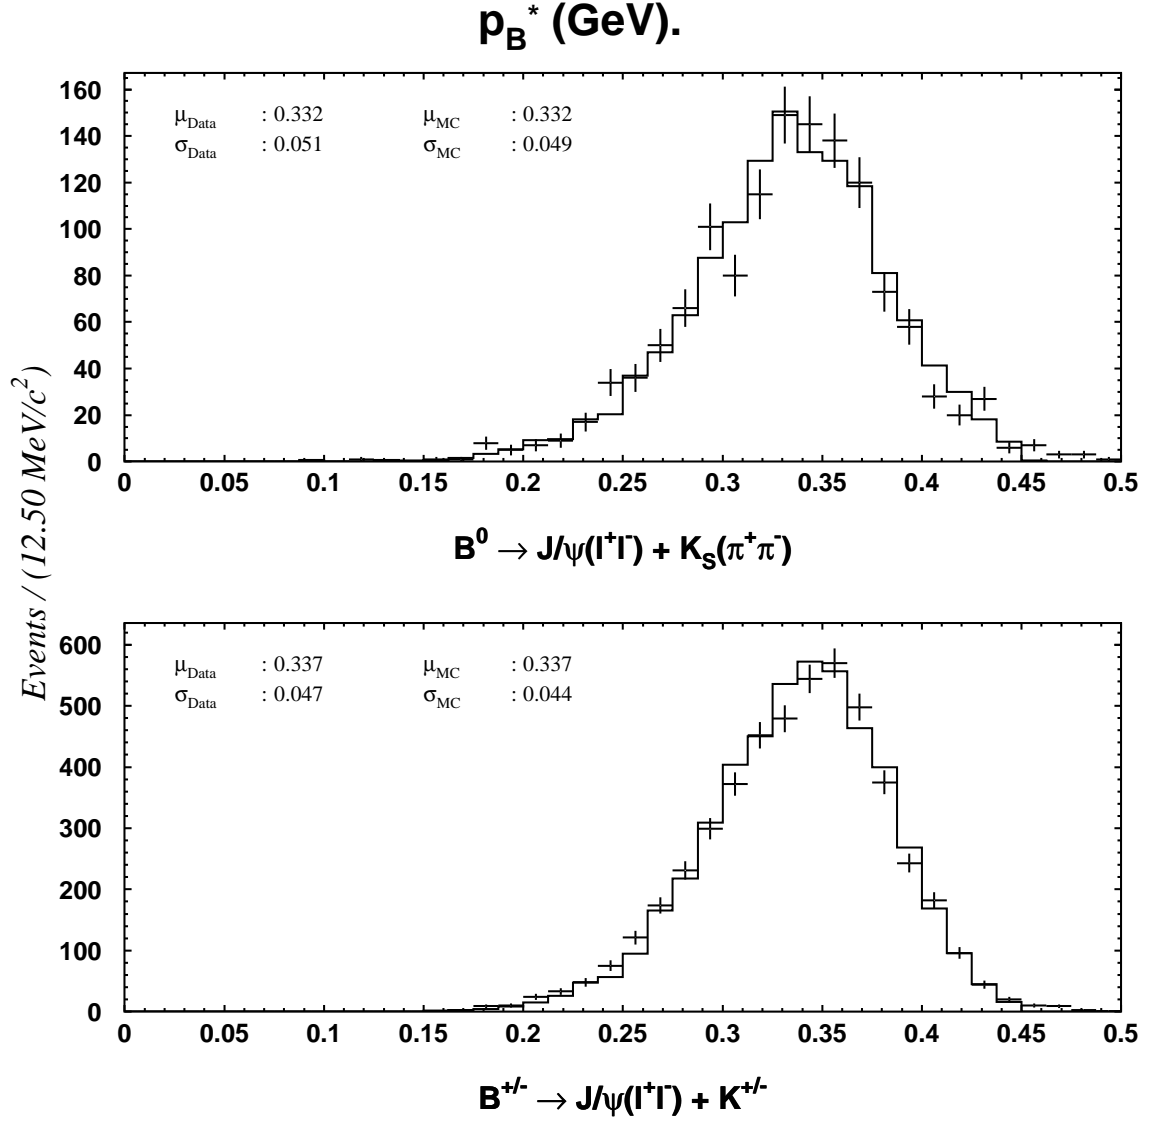 p_B^* (GeV).
μ_Data : 0.332 μ_MC : 0.332
σ_Data : 0.051 σ_MC : 0.049
160
140
120
100
80
60
40
20
0
0 0.05 0.1 0.15 0.2 0.25 0.3 0.35 0.4 0.45 0.5
B^0 → J/ψ(l^+l^-) + K_S(π^+π^-)
Events / (12.50 MeV/c^2)
μ_Data : 0.337 μ_MC : 0.337
σ_Data : 0.047 σ_MC : 0.044
600
500
400
300
200
100
0
0 0.05 0.1 0.15 0.2 0.25 0.3 0.35 0.4 0.45 0.5
B^+/- → J/ψ(l^+l^-) + K^+/-